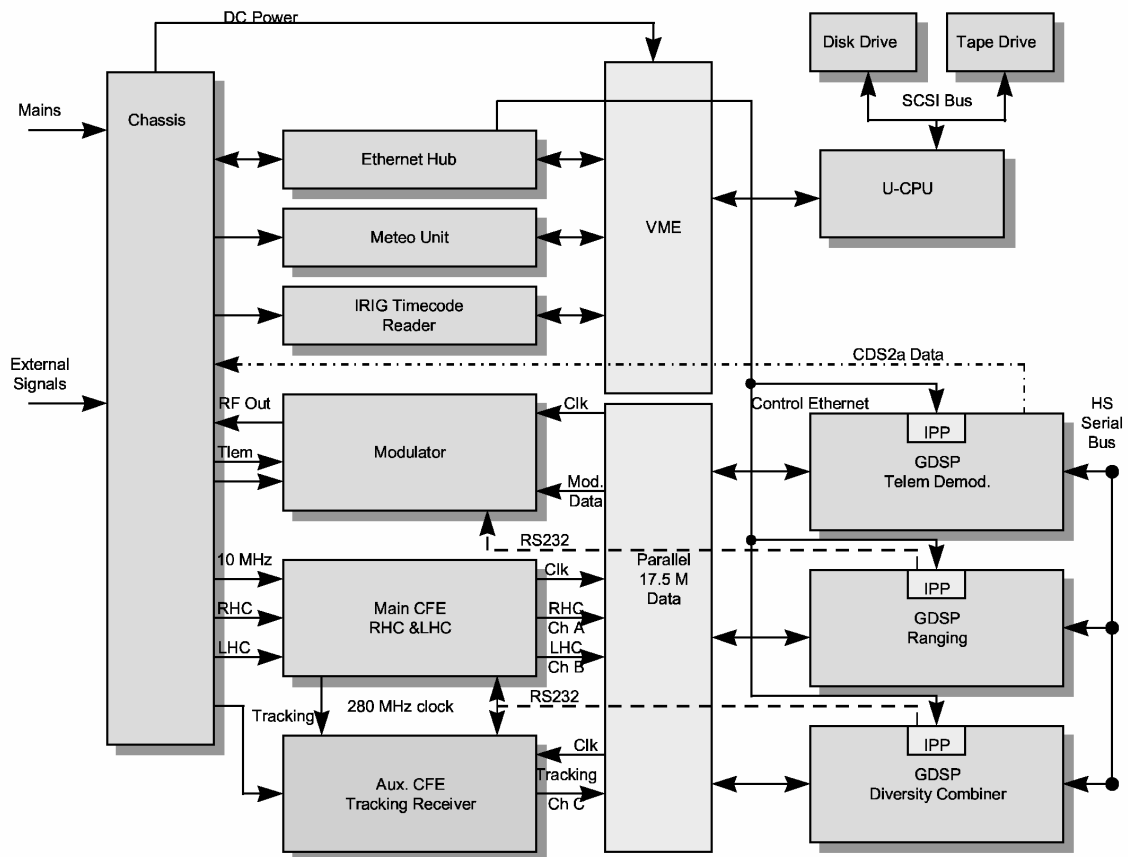 DC Power
Disk Drive
Tape Drive
SCSI Bus
Mains
Chassis
Ethernet Hub
U-CPU
Meteo Unit
VME
IRIG Timecode
Reader
External
Signals
CDS2a Data
RF Out
Clk
Control Ethernet
HS
Serial
Bus
IPP
Modulator
GDSP
Telem Demod.
Tlem
Mod.
Data
RS232
10 MHz
Clk
Parallel
17.5 M
Data
IPP
Main CFE
RHC &LHC
RHC
RHC
Ch A
GDSP
Ranging
LHC
LHC
Ch B
280 MHz clock
RS232
Tracking
Clk
IPP
Aux. CFE
Tracking Receiver
Tracking
Ch C
GDSP
Diversity Combiner